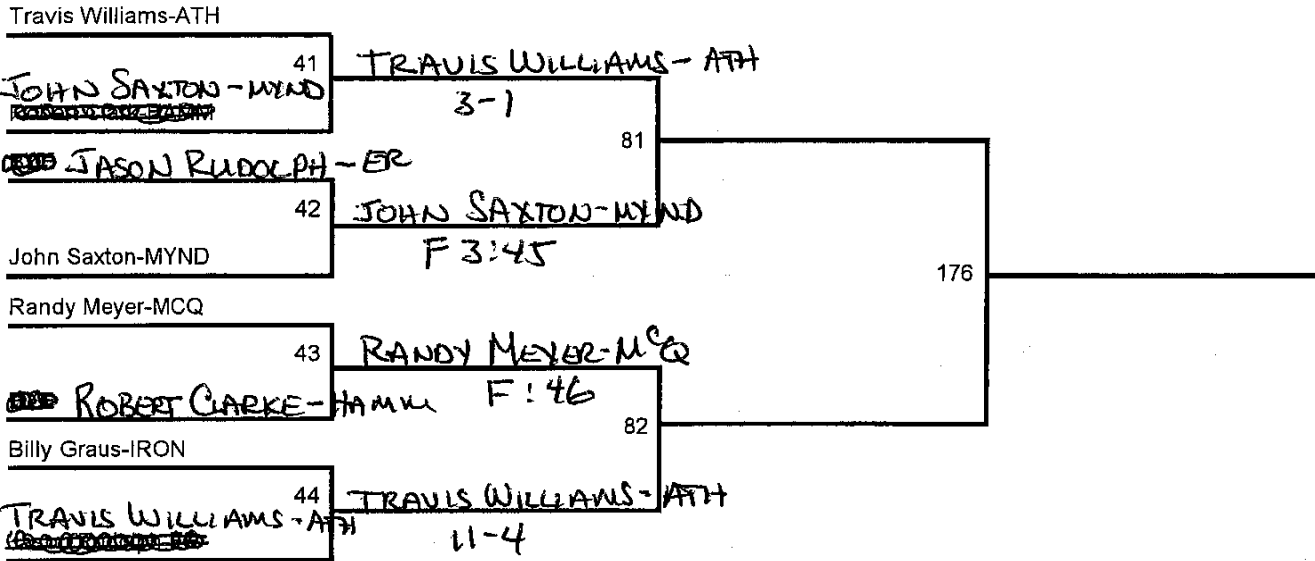 Travis Williams-ATH
41
TRAVIS WILLIAMS - ATH
JOHN SAXTON - MYND
3-1
81
JASON RUDOLPH - ER
42
JOHN SAXTON-MYND
F 3:45
John Saxton-MYND
176
Randy Meyer-MCQ
43
RANDY MEYER-McQ
F :46
ROBERT CLARKE-HAMM
82
Billy Graus-IRON
44
TRAVIS WILLIAMS - ATH
TRAVIS WILLIAMS - ATH
11-4